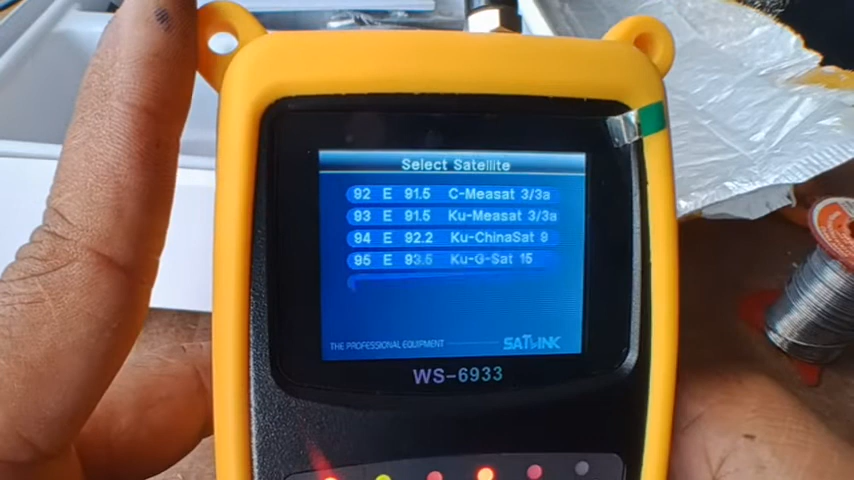 Select Satellite
92 E 91.5 C-Measat 3/3a
93 E 91.5 Ku-Measat 3/3a
94 E 92.2 Ku-ChinaSat 9
95 E 93.5 Ku-G-Sat 15
THE PROFESSIONAL EQUIPMENT SATLINK
WS-6933